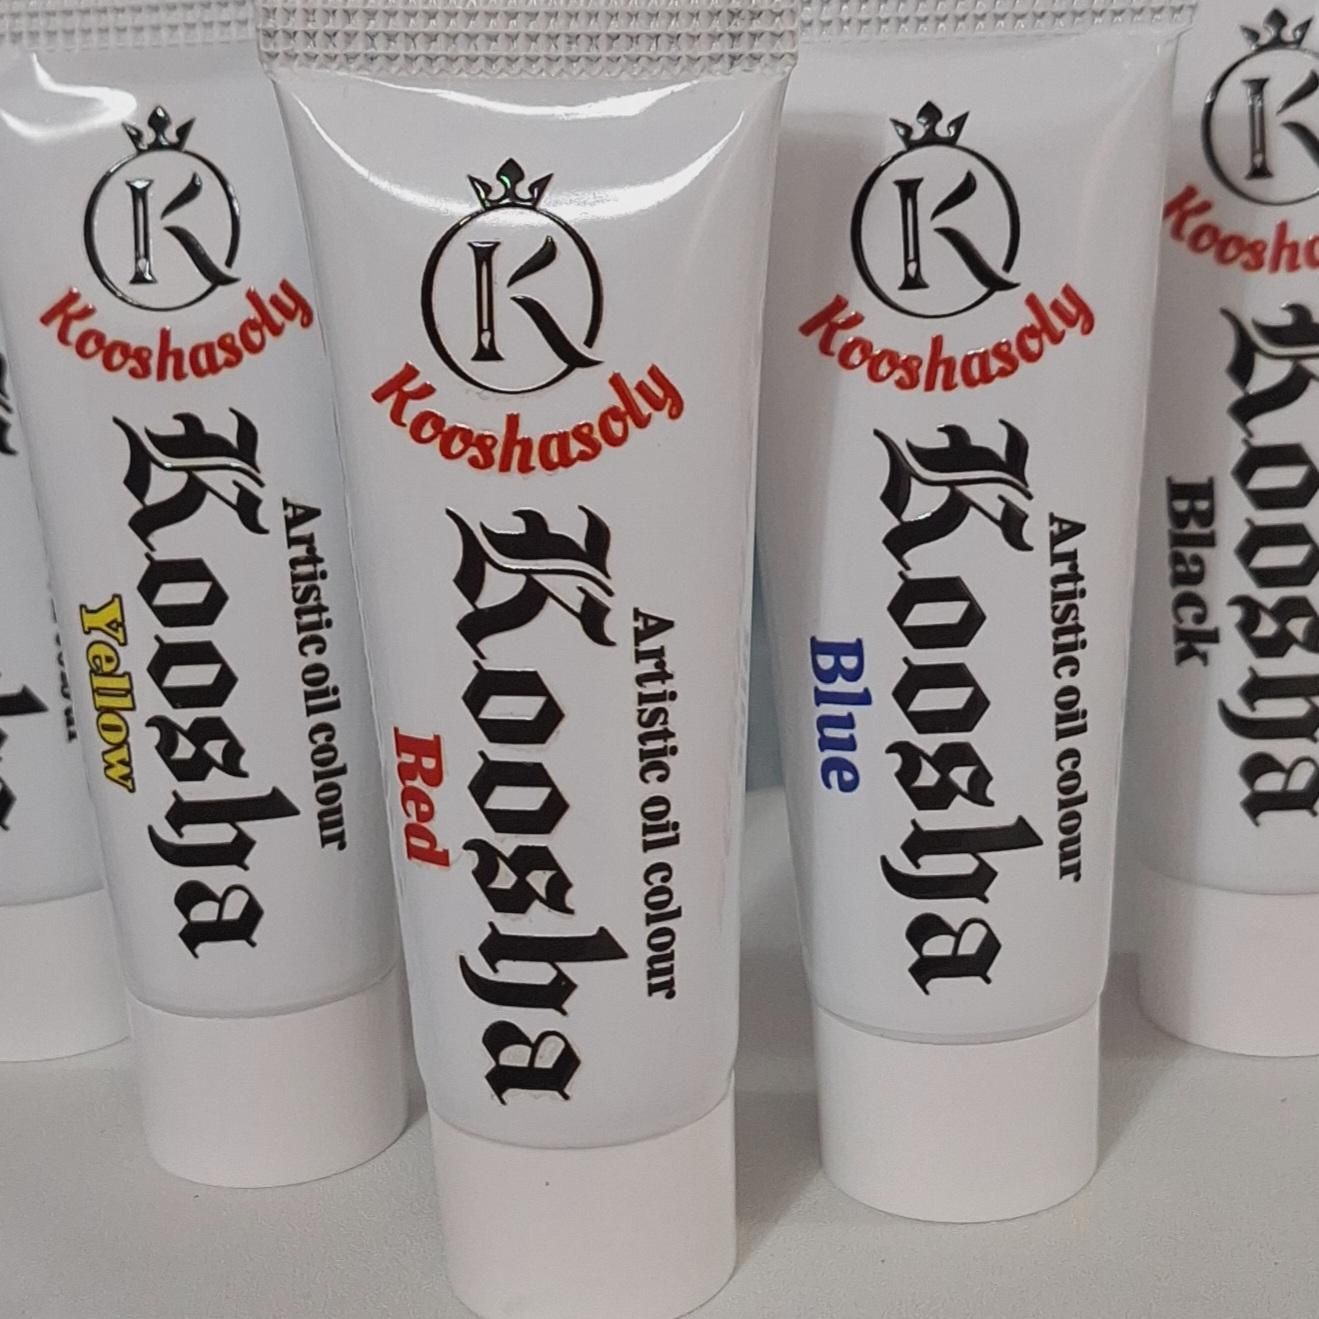 K
Kooshasoly
Koosha
Artistic oil colour
Yellow
K
Kooshasoly
Koosha
Artistic oil colour
Red
K
Kooshasoly
Koosha
Artistic oil colour
Blue
K
Koosha
Black